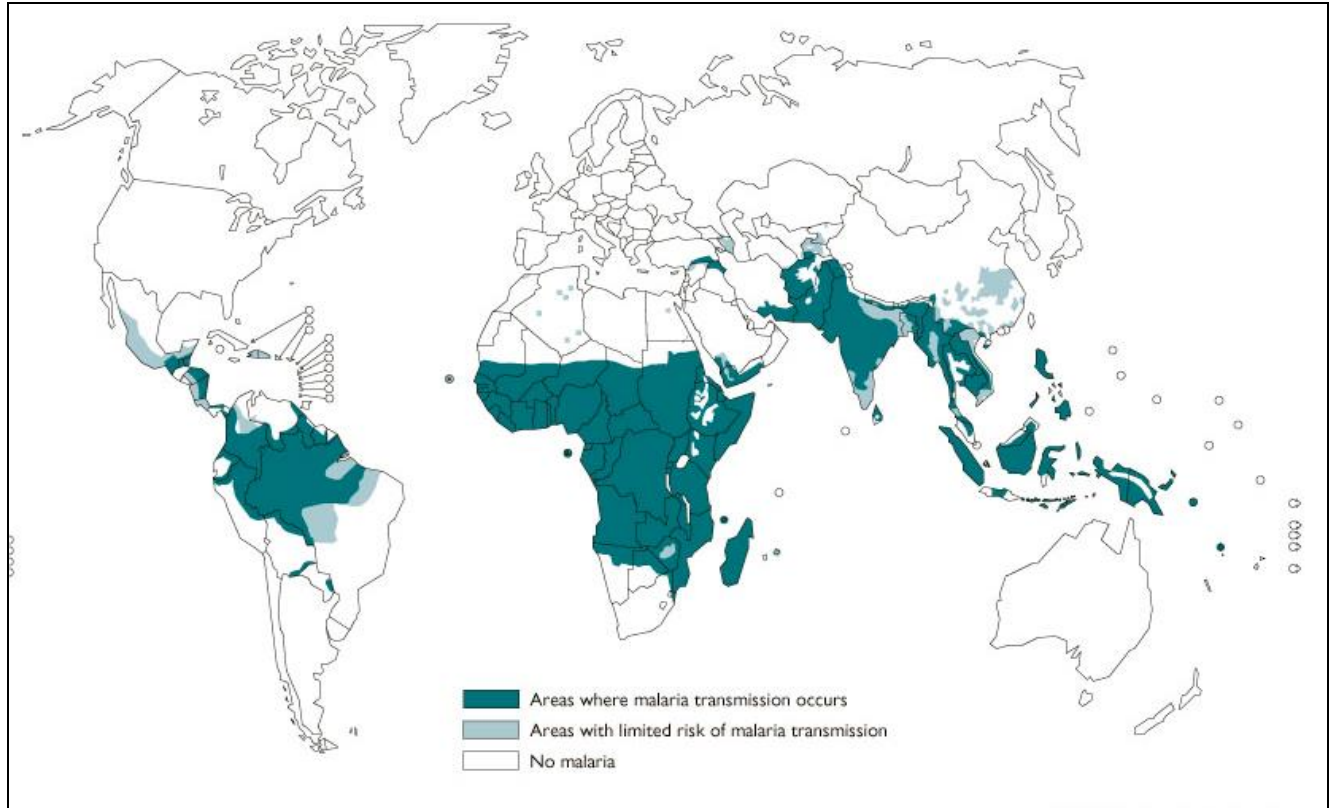 Areas where malaria transmission occurs
Areas with limited risk of malaria transmission
No malaria